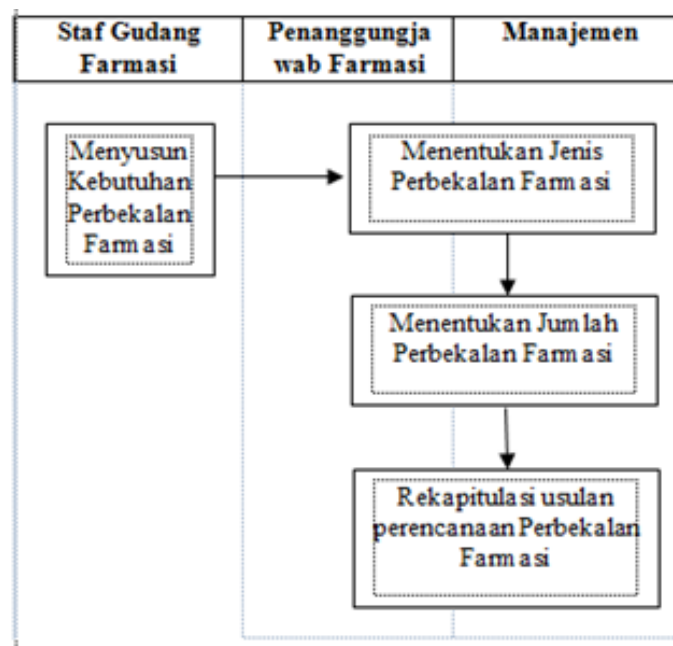 Staf Gudang
Farmasi
Penanggungja
wab Farmasi
Manajemen
Menyusun
Kebutuhan
Perbekalan
Farmasi
Menentukan Jenis
Perbekalan Farmasi
Menentukan Jumlah
Perbekalan Farmasi
Rekapitulasi usulan
perencanaan Perbekalan
Farmasi